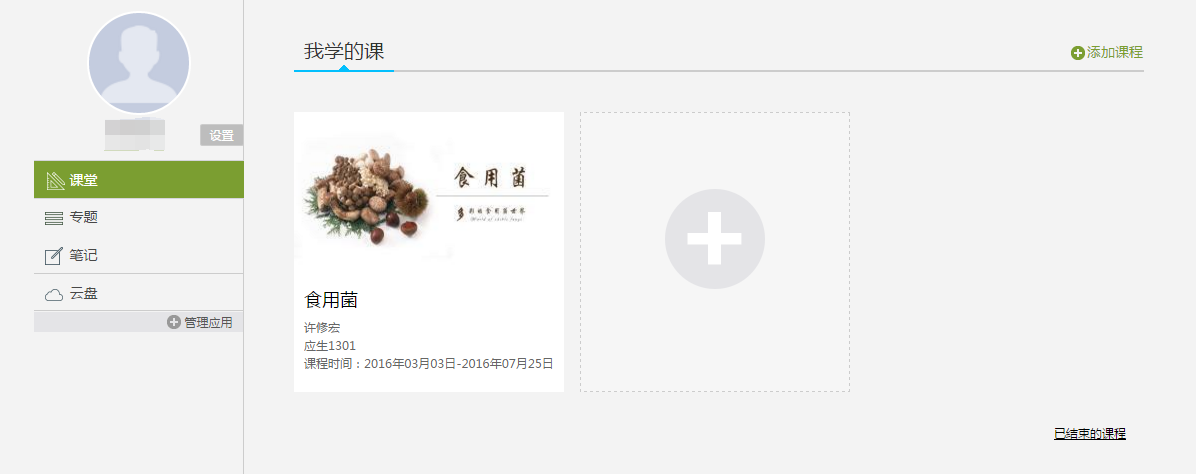 设置
课堂
专题
笔记
云盘
管理应用
我学的课
添加课程
食用菌
食用菌
许修宏
应生1301
课程时间：2016年03月03日-2016年07月25日
已结束的课程